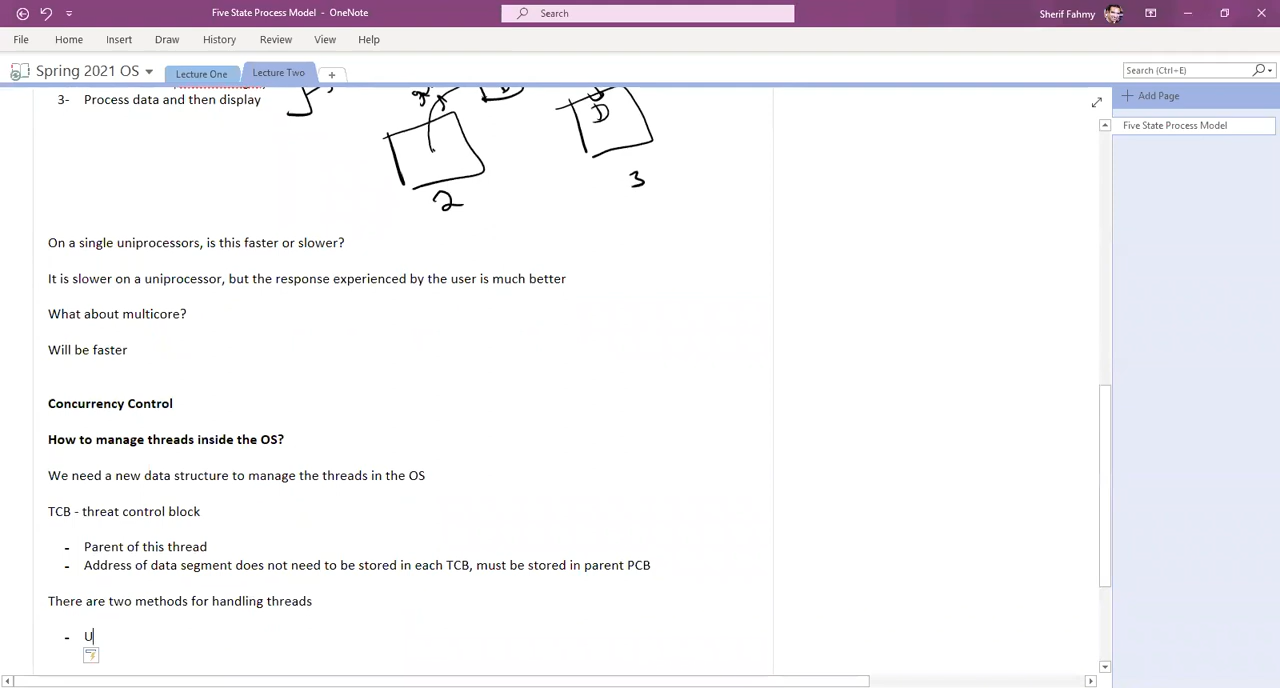 Five State Process Model - OneNote
Search
Sherif Fahmy
File Home Insert Draw History Review View Help
Spring 2021 OS
Lecture One
Lecture Two
Search (Ctrl+E)
Add Page
Five State Process Model
3- Process data and then display
D
D
2
3
On a single uniprocessors, is this faster or slower?
It is slower on a uniprocessor, but the response experienced by the user is much better
What about multicore?
Will be faster
Concurrency Control
How to manage threads inside the OS?
We need a new data structure to manage the threads in the OS
TCB - threat control block
- Parent of this thread
- Address of data segment does not need to be stored in each TCB, must be stored in parent PCB
There are two methods for handling threads
- U